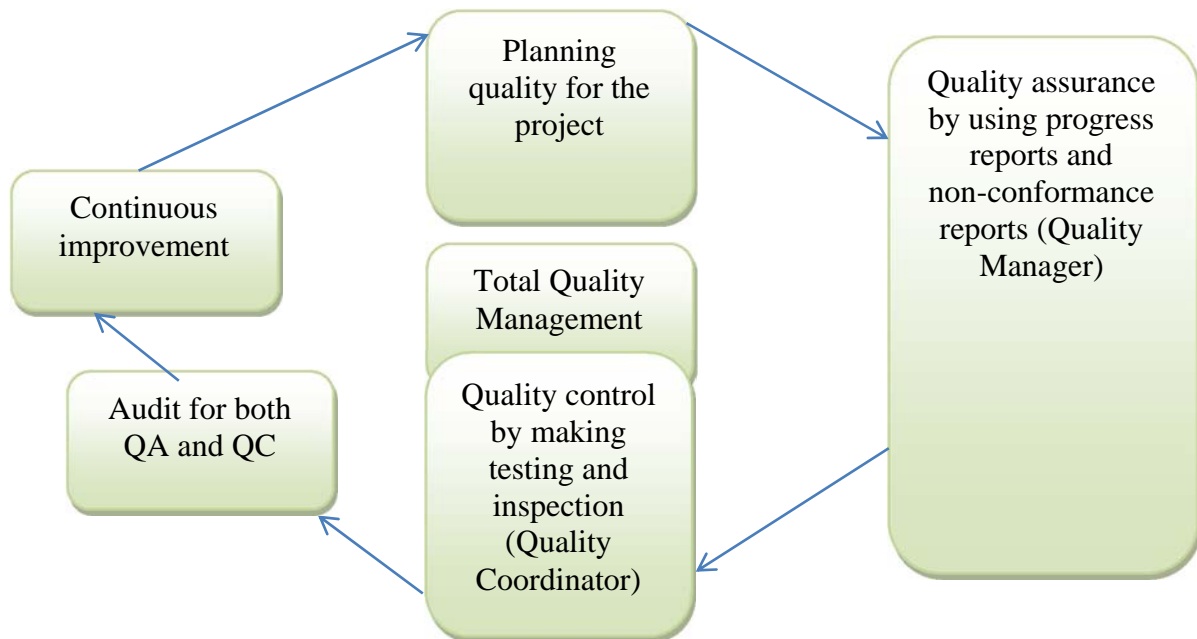 Planning
quality for the
project
Quality assurance
by using progress
reports and
non-conformance
reports (Quality
Manager)
Continuous
improvement
Total Quality
Management
Audit for both
QA and QC
Quality control
by making
testing and
inspection
(Quality
Coordinator)